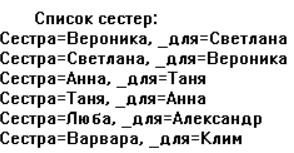 Список сестер:
Сестра=Вероника, _для=Светлана
Сестра=Светлана, _для=Вероника
Сестра=Анна, _для=Таня
Сестра=Таня, _для=Анна
Сестра=Люба, _для=Александр
Сестра=Варвара, _для=Клим